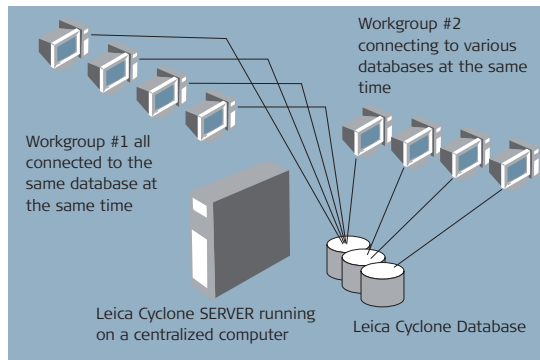 Workgroup #2
connecting to various
databases at the same
time
Workgroup #1 all
connected to the
same database at
the same time
Leica Cyclone SERVER running
on a centralized computer
Leica Cyclone Database